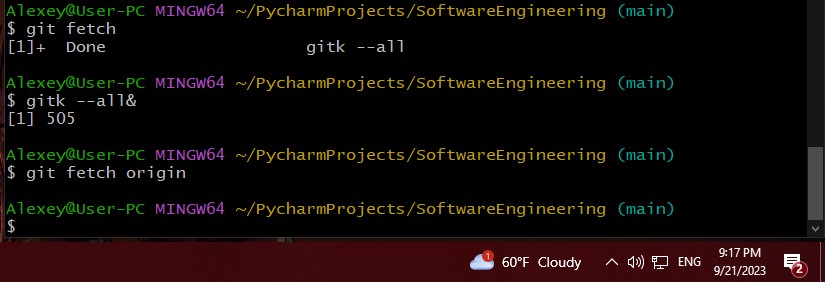 Alexey@User-PC MINGW64 ~/PycharmProjects/SoftwareEngineering (main)
$ git fetch
[1]+  Done                    gitk --all
Alexey@User-PC MINGW64 ~/PycharmProjects/SoftwareEngineering (main)
$ gitk --all&
[1] 505
Alexey@User-PC MINGW64 ~/PycharmProjects/SoftwareEngineering (main)
$ git fetch origin
Alexey@User-PC MINGW64 ~/PycharmProjects/SoftwareEngineering (main)
$
1
60°F Cloudy
ENG
9:17 PM
9/21/2023
2